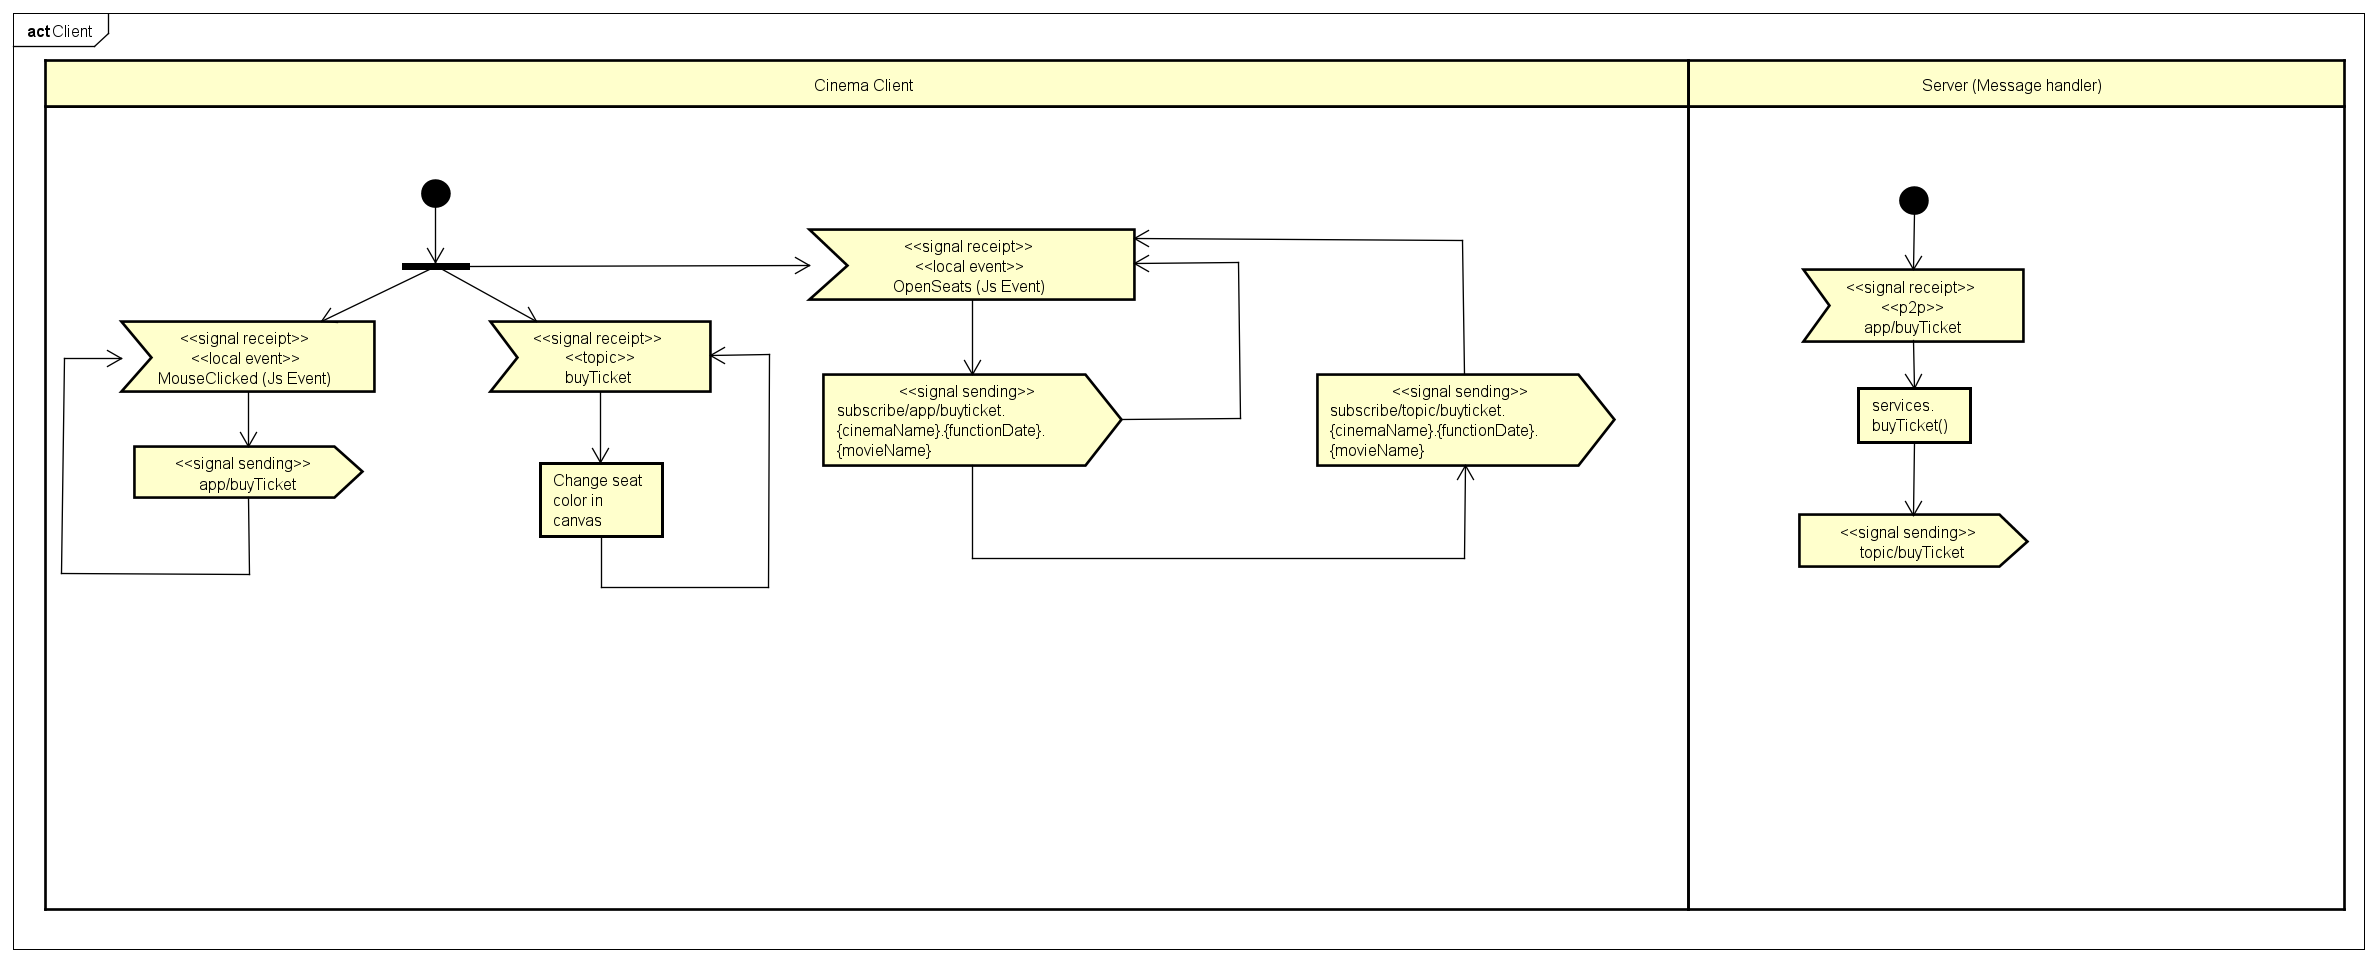 act Client
Cinema Client
Server (Message handler)
<<signal receipt>>
<<local event>>
OpenSeats (Js Event)
<<signal receipt>>
<<p2p>>
app/buyTicket
<<signal receipt>>
<<local event>>
MouseClicked (Js Event)
<<signal receipt>>
<<topic>>
buyTicket
<<signal sending>>
subscribe/app/buyticket.
{cinemaName}.{functionDate}.
{movieName}
<<signal sending>>
subscribe/topic/buyticket.
{cinemaName}.{functionDate}.
{movieName}
services.
buyTicket()
<<signal sending>>
app/buyTicket
Change seat
color in
canvas
<<signal sending>>
topic/buyTicket